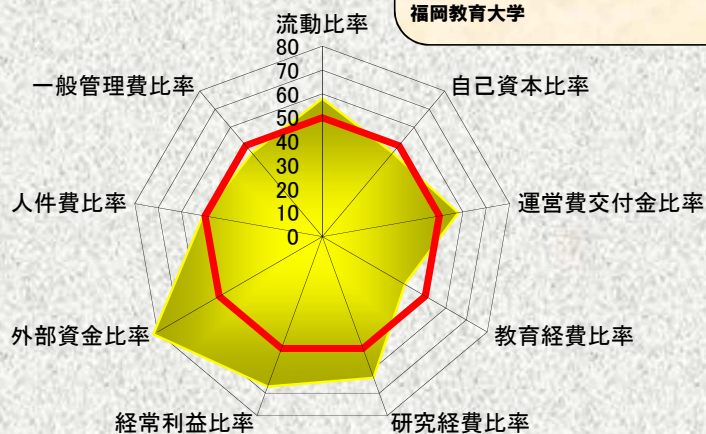 福岡教育大学
流動比率
80
70
60
50
40
30
20
10
0
自己資本比率
運営費交付金比率
教育経費比率
研究経費比率
経常利益比率
外部資金比率
人件費比率
一般管理費比率